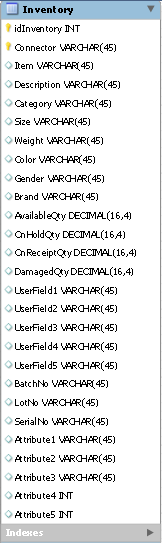 Inventory
idInventory INT
Connector VARCHAR(45)
Item VARCHAR(45)
Description VARCHAR(45)
Category VARCHAR(45)
Size VARCHAR(45)
Weight VARCHAR(45)
Color VARCHAR(45)
Gender VARCHAR(45)
Brand VARCHAR(45)
AvailableQty DECIMAL(16,4)
CnHoldQty DECIMAL(16,4)
CnReceiptQty DECIMAL(16,4)
DamagedQty DECIMAL(16,4)
UserField1 VARCHAR(45)
UserField2 VARCHAR(45)
UserField3 VARCHAR(45)
UserField4 VARCHAR(45)
UserField5 VARCHAR(45)
BatchNo VARCHAR(45)
LotNo VARCHAR(45)
SerialNo VARCHAR(45)
Attribute1 VARCHAR(45)
Attribute2 VARCHAR(45)
Attribute3 VARCHAR(45)
Attribute4 INT
Attribute5 INT
Indexes